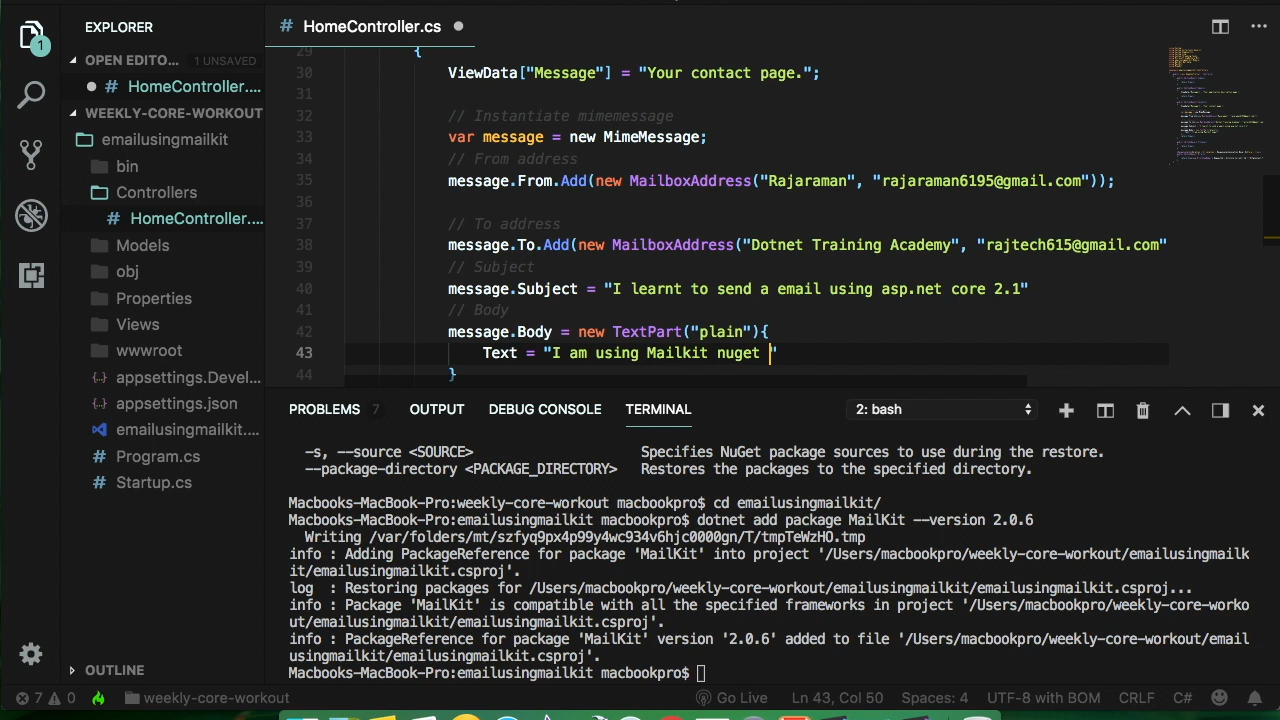 EXPLORER
# HomeController.cs
OPEN EDITO... 1 UNSAVED
# HomeController....
WEEKLY-CORE-WORKOUT
emailusingmailkit
bin
Controllers
# HomeController....
Models
obj
Properties
Views
wwwroot
{·} appsettings.Devel...
{·} appsettings.json
emailusingmailkit....
# Program.cs
# Startup.cs
OUTLINE
1
29 {
30 ViewData["Message"] = "Your contact page.";
31
32 // Instantiate mimemessage
33 var message = new MimeMessage;
34 // From address
35 message.From.Add(new MailboxAddress("Rajaraman", "rajaraman6195@gmail.com"));
36
37 // To address
38 message.To.Add(new MailboxAddress("Dotnet Training Academy", "rajtech615@gmail.com"
39 // Subject
40 message.Subject = "I learnt to send a email using asp.net core 2.1"
41 // Body
42 message.Body = new TextPart("plain"){
43 Text = "I am using Mailkit nuget "
44 }
PROBLEMS 7 OUTPUT DEBUG CONSOLE TERMINAL 2: bash
-s, --source <SOURCE> Specifies NuGet package sources to use during the restore.
--package-directory <PACKAGE_DIRECTORY> Restores the packages to the specified directory.
Macbooks-MacBook-Pro:weekly-core-workout macbookpro$ cd emailusingmailkit/
Macbooks-MacBook-Pro:emailusingmailkit macbookpro$ dotnet add package MailKit --version 2.0.6
Writing /var/folders/mt/szfyq9px4p99y4wc934v6hjc0000gn/T/tmpTeWzHO.tmp
info : Adding PackageReference for package 'MailKit' into project '/Users/macbookpro/weekly-core-workout/emailusingmailk
it/emailusingmailkit.csproj'.
log : Restoring packages for /Users/macbookpro/weekly-core-workout/emailusingmailkit/emailusingmailkit.csproj...
info : Package 'MailKit' is compatible with all the specified frameworks in project '/Users/macbookpro/weekly-core-worko
ut/emailusingmailkit/emailusingmailkit.csproj'.
info : PackageReference for package 'MailKit' version '2.0.6' added to file '/Users/macbookpro/weekly-core-workout/email
usingmailkit/emailusingmailkit.csproj'.
Macbooks-MacBook-Pro:emailusingmailkit macbookpro$
7 0 weekly-core-workout Go Live Ln 43, Col 50 Spaces: 4 UTF-8 with BOM CRLF C#